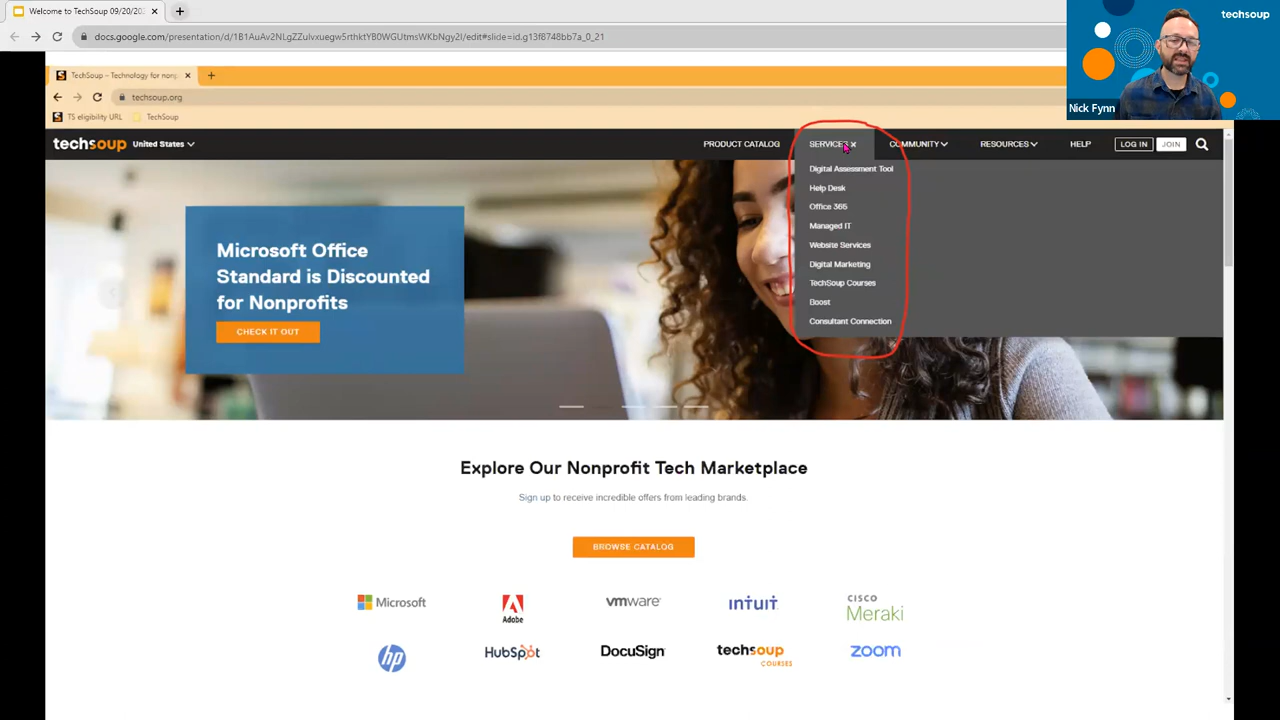 Welcome to TechSoup 09/20/202
docs.google.com/presentation/d/1B1AuAv2NLgZZulvxuegw5rthktYB0WGUtmsWKbNgy2I/edit#slide=id.g13f8748bb7a_0_21
techsoup
Nick Fynn
TechSoup – Technology for nonp
techsoup.org
TS eligibility URL TechSoup
techsoup United States PRODUCT CATALOG SERVICES COMMUNITY RESOURCES HELP LOG IN JOIN
Digital Assessment Tool
Help Desk
Office 365
Managed IT
Website Services
Digital Marketing
TechSoup Courses
Boost
Consultant Connection
Microsoft Office
Standard is Discounted
for Nonprofits
CHECK IT OUT
Explore Our Nonprofit Tech Marketplace
Sign up to receive incredible offers from leading brands.
BROWSE CATALOG
Microsoft Adobe vmware INTUIT CISCO Meraki
hp HubSpot DocuSign techsoup COURSES zoom